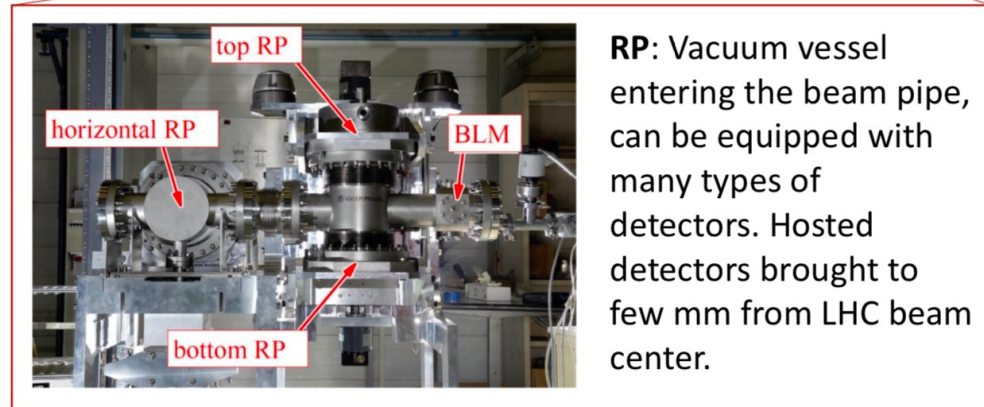 top RP
horizontal RP
BLM
bottom RP
RP: Vacuum vessel
entering the beam pipe,
can be equipped with
many types of
detectors. Hosted
detectors brought to
few mm from LHC beam
center.